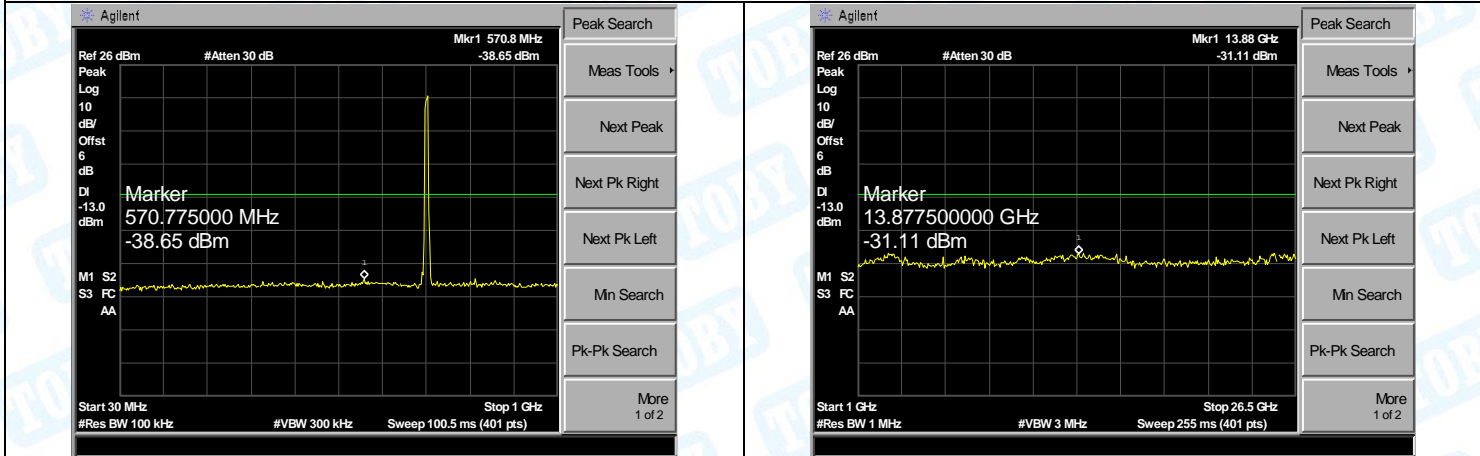 Agilent
Peak Search
Mkr1 570.8 MHz
Ref 26 dBm #Atten 30 dB -38.65 dBm
Peak
Log
10
dB/
Offst
6
dB
DI
-13.0
dBm
Marker
570.775000 MHz
-38.65 dBm
1
M1 S2
S3 FC
AA
Start 30 MHz Stop 1 GHz
#Res BW 100 kHz #VBW 300 kHz Sweep 100.5 ms (401 pts)
Meas Tools
Next Peak
Next Pk Right
Next Pk Left
Min Search
Pk-Pk Search
More
1 of 2
Agilent
Peak Search
Mkr1 13.88 GHz
Ref 26 dBm #Atten 30 dB -31.11 dBm
Peak
Log
10
dB/
Offst
6
dB
DI
-13.0
dBm
Marker
13.877500000 GHz
-31.11 dBm
1
M1 S2
S3 FC
AA
Start 1 GHz Stop 26.5 GHz
#Res BW 1 MHz #VBW 3 MHz Sweep 255 ms (401 pts)
Meas Tools
Next Peak
Next Pk Right
Next Pk Left
Min Search
Pk-Pk Search
More
1 of 2
TOBY